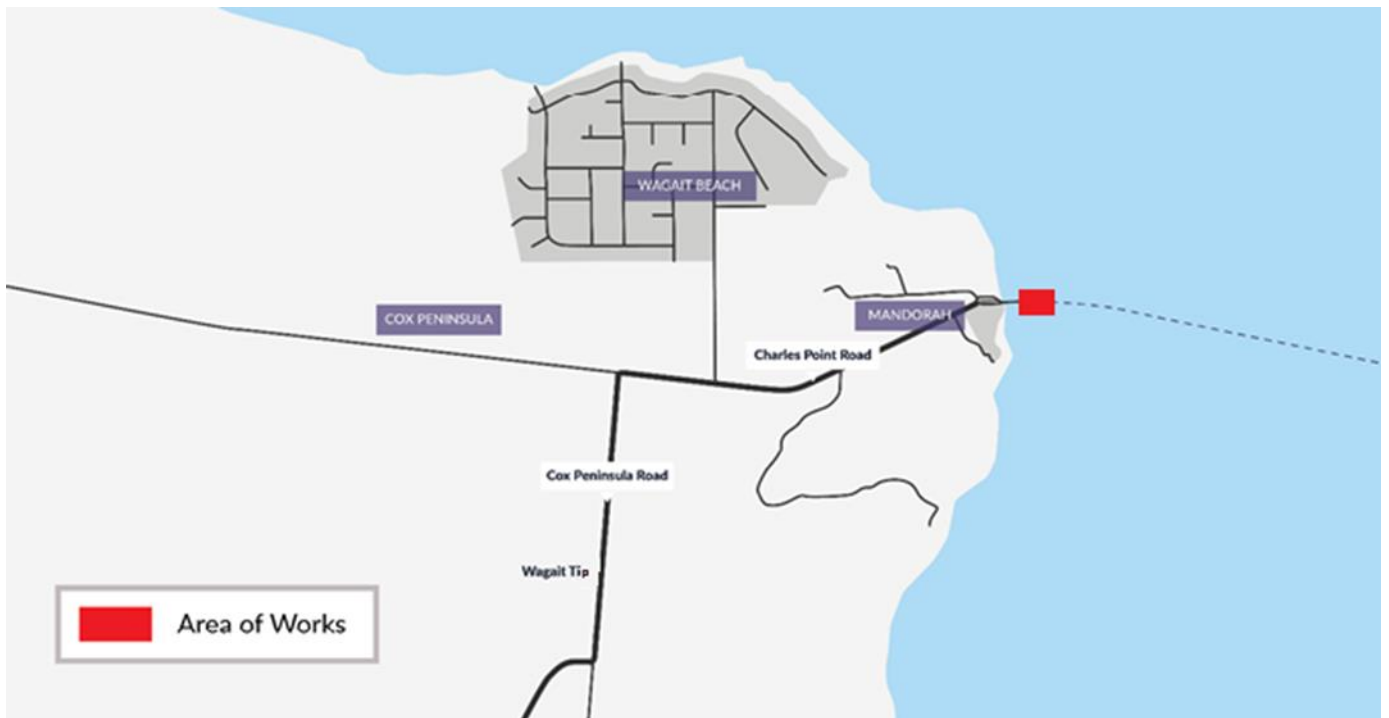 WAGAIT BEACH
COX PENINSULA
MANDORAH
Charles Point Road
Cox Peninsula Road
Wagait Tip
Area of Works